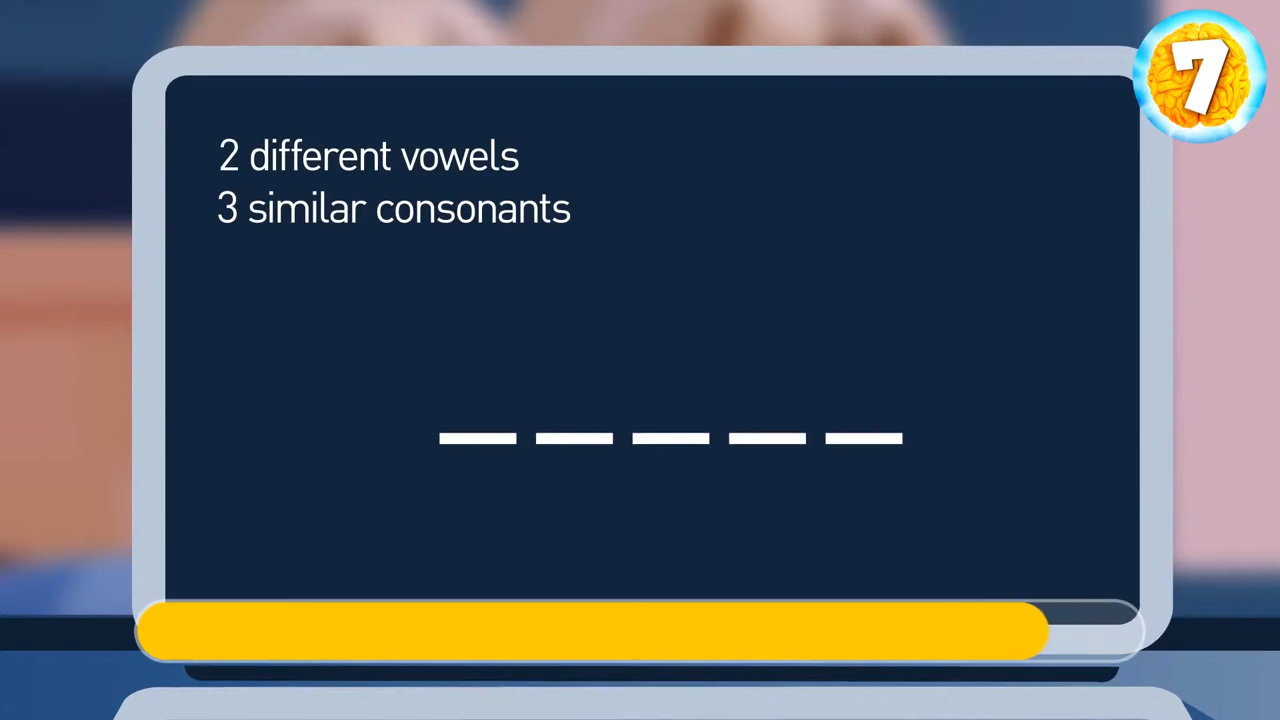 7
2 different vowels
3 similar consonants
_ _ _ _ _